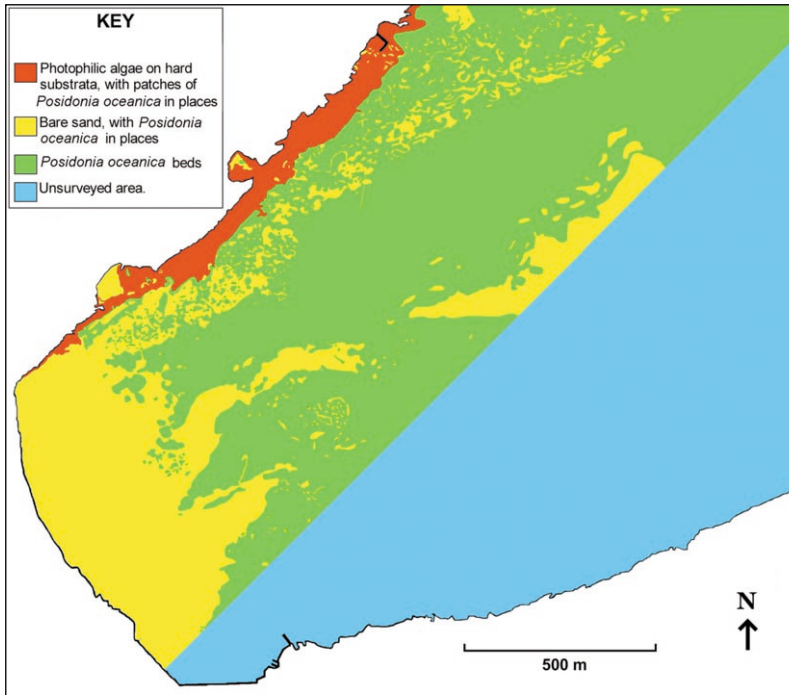 KEY
Photophilic algae on hard
substrata, with patches of
Posidonia oceanica in places
Bare sand, with Posidonia
oceanica in places
Posidonia oceanica beds
Unsurveyed area.
N
500 m